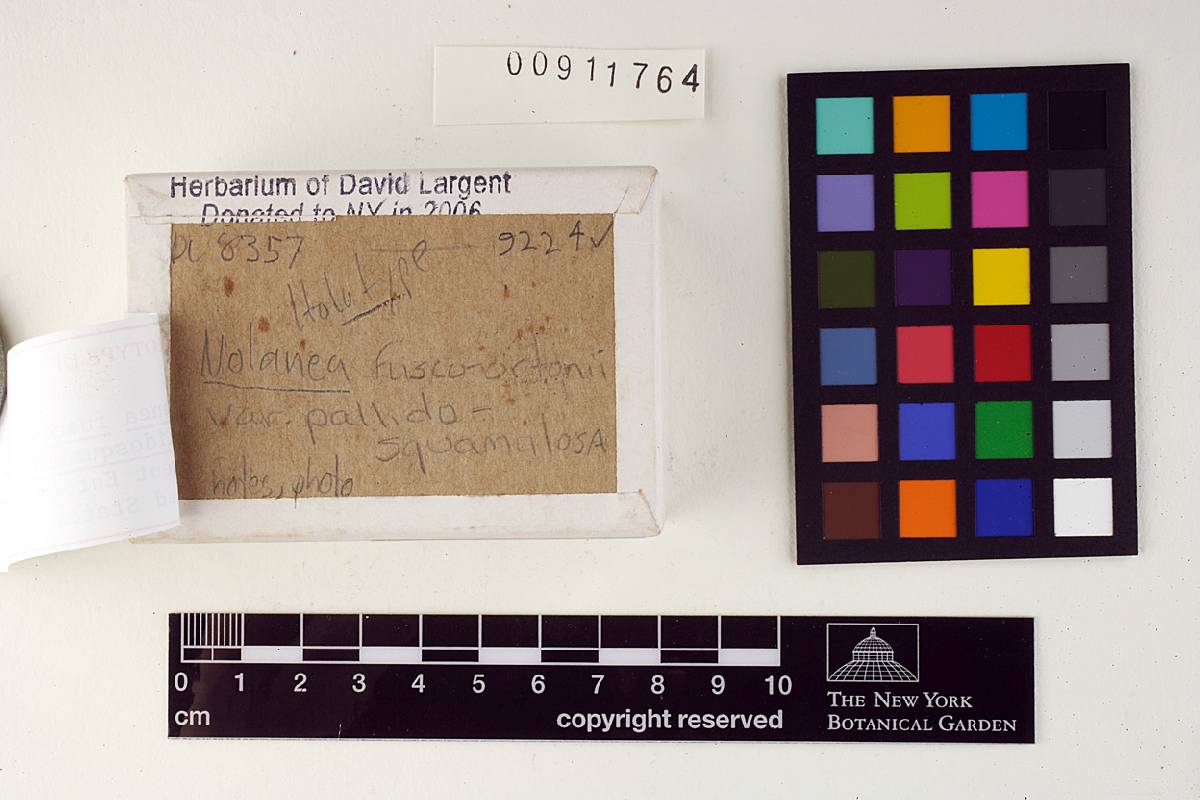 00911764
Herbarium of David Largent
Donated to NY in 2006
DL 8357 9224✓
Holotype
Nolanea fusco-ortonii
var. pallido-
squamulosA
notes, photo
0 1 2 3 4 5 6 7 8 9 10
cm copyright reserved
THE NEW YORK
BOTANICAL GARDEN